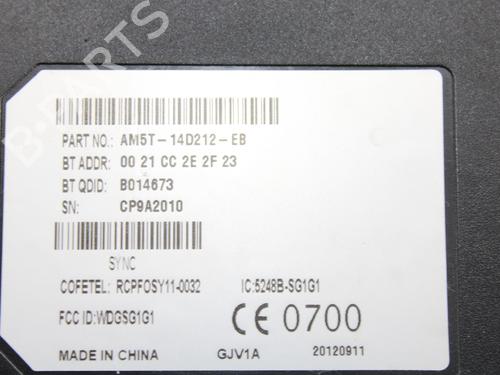 B-PARTS
PART NO.: AM5T-14D212-EB
BT ADDR: 00 21 CC 2E 2F 23
BT QDID: B014673
SN: CP9A2010
SYNC
COFETEL: RCPFOSY11-0032 IC:5248B-SG1G1
FCC ID:WDGSG1G1
CE 0700
MADE IN CHINA GJV1A 20120911